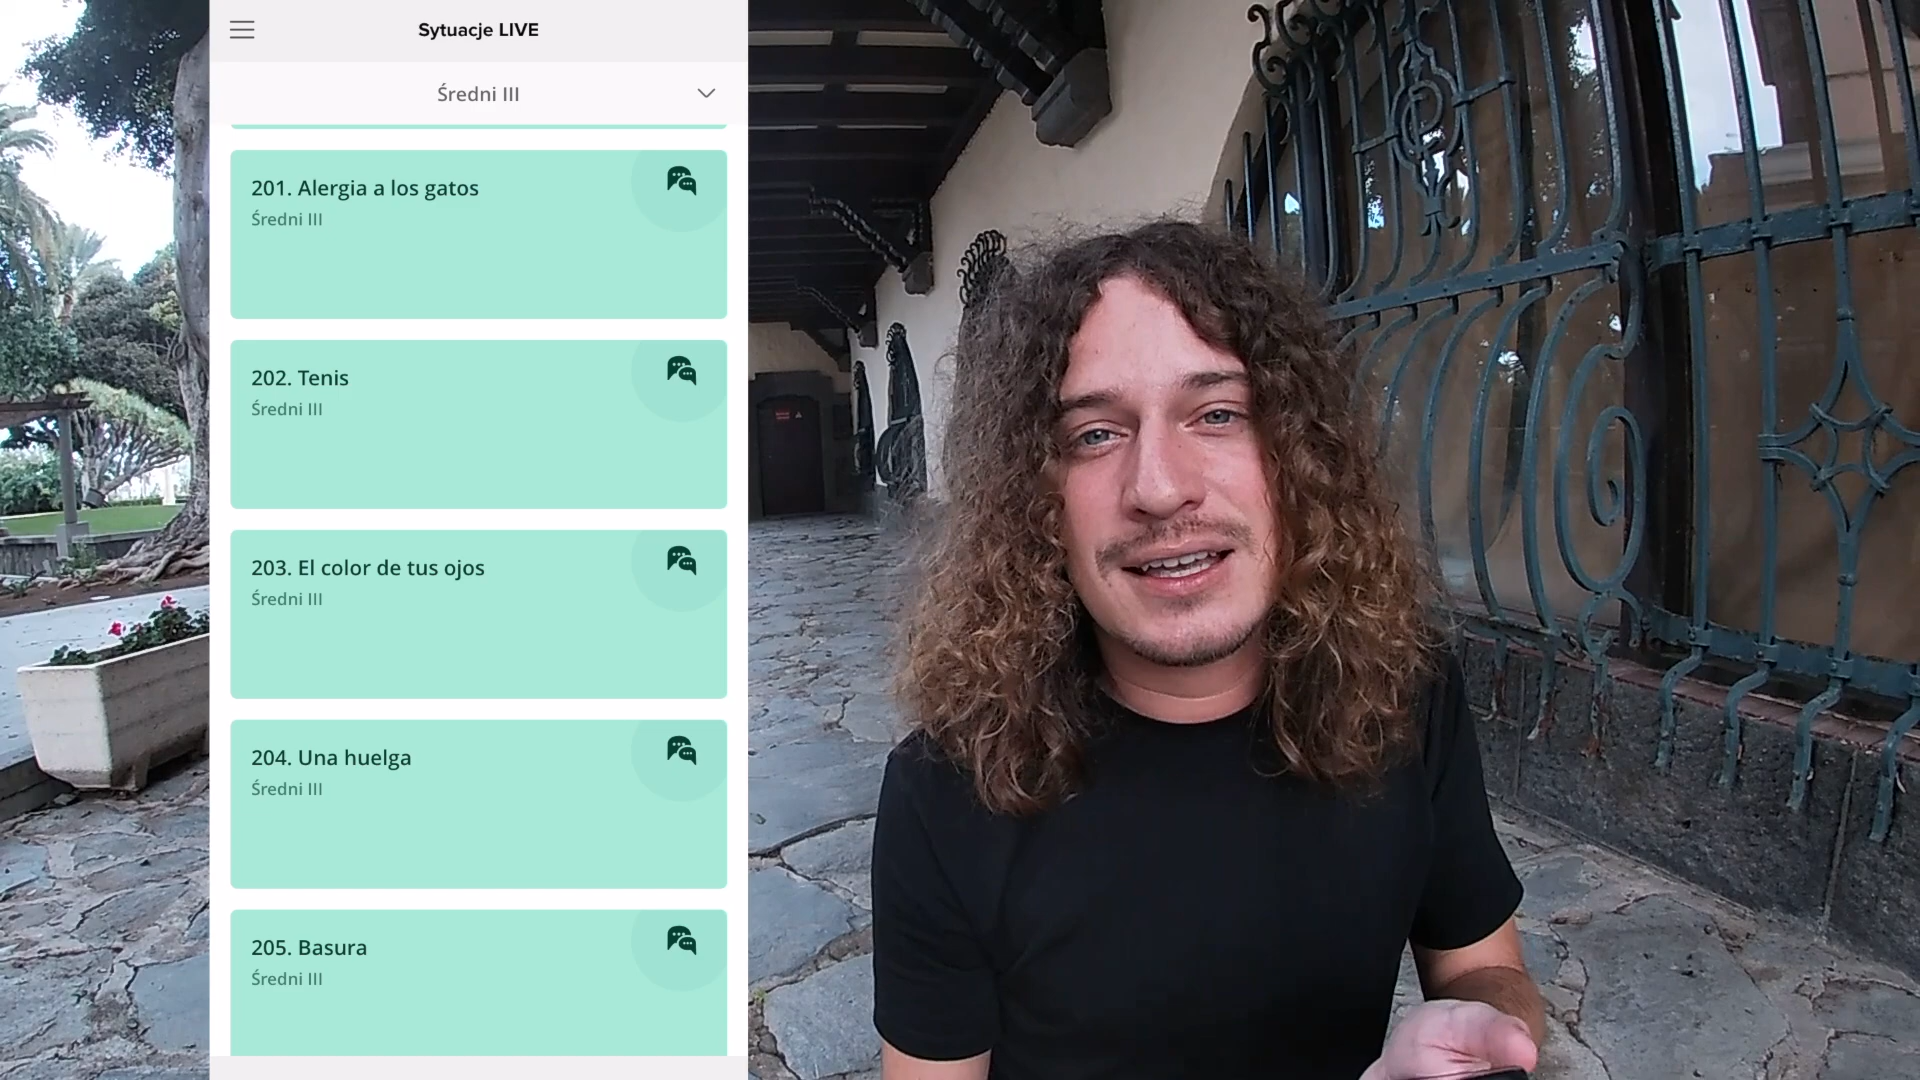 Sytuacje LIVE
Średni III
201. Alergia a los gatos
Średni III
202. Tenis
Średni III
203. El color de tus ojos
Średni III
204. Una huelga
Średni III
205. Basura
Średni III